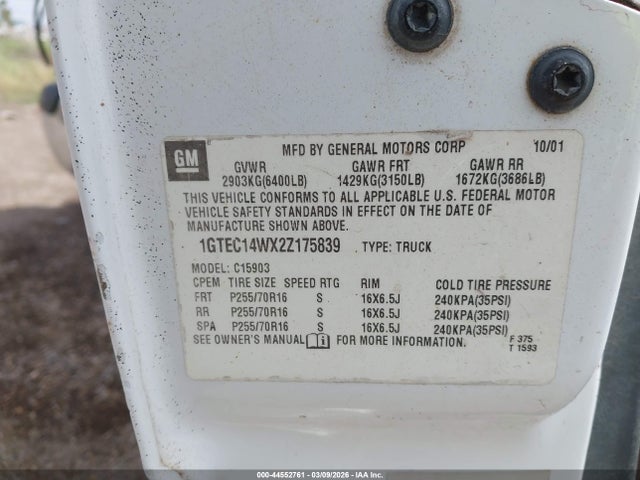 GM
MFD BY GENERAL MOTORS CORP 10/01
GVWR GAWR FRT GAWR RR
2903KG(6400LB) 1429KG(3150LB) 1672KG(3686LB)
THIS VEHICLE CONFORMS TO ALL APPLICABLE U.S. FEDERAL MOTOR
VEHICLE SAFETY STANDARDS IN EFFECT ON THE DATE OF
MANUFACTURE SHOWN ABOVE.
1GTEC14WX2Z175839 TYPE: TRUCK
MODEL: C15903
CPEM TIRE SIZE SPEED RTG RIM COLD TIRE PRESSURE
FRT P255/70R16 S 16X6.5J 240KPA(35PSI)
RR P255/70R16 S 16X6.5J 240KPA(35PSI)
SPA P255/70R16 S 16X6.5J 240KPA(35PSI)
SEE OWNER'S MANUAL FOR MORE INFORMATION.
F 375
T 1593
000-44552761 - 03/09/2026 - IAA Inc.